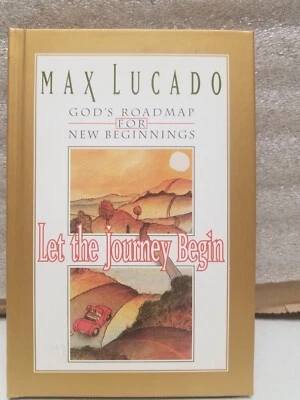 MAX LUCADO
GOD'S ROADMAP
FOR
NEW BEGINNINGS
Let the Journey Begin